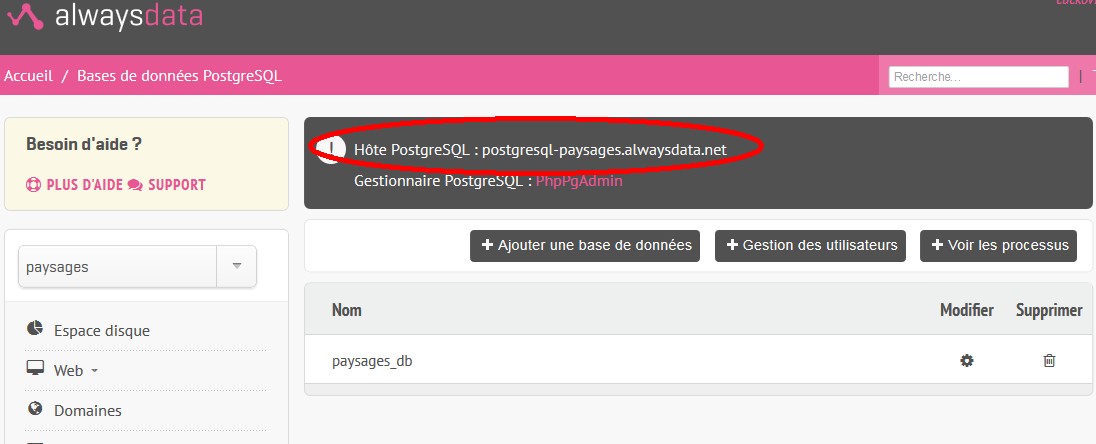 alwaysdata
Accueil / Bases de données PostgreSQL
Recherche...
|
Besoin d'aide ?
PLUS D'AIDE SUPPORT
! Hôte PostgreSQL : postgresql-paysages.alwaysdata.net
Gestionnaire PostgreSQL : PhpPgAdmin
+ Ajouter une base de données + Gestion des utilisateurs + Voir les processus
paysages
Espace disque
Web
Domaines
Nom Modifier Supprimer
paysages_db